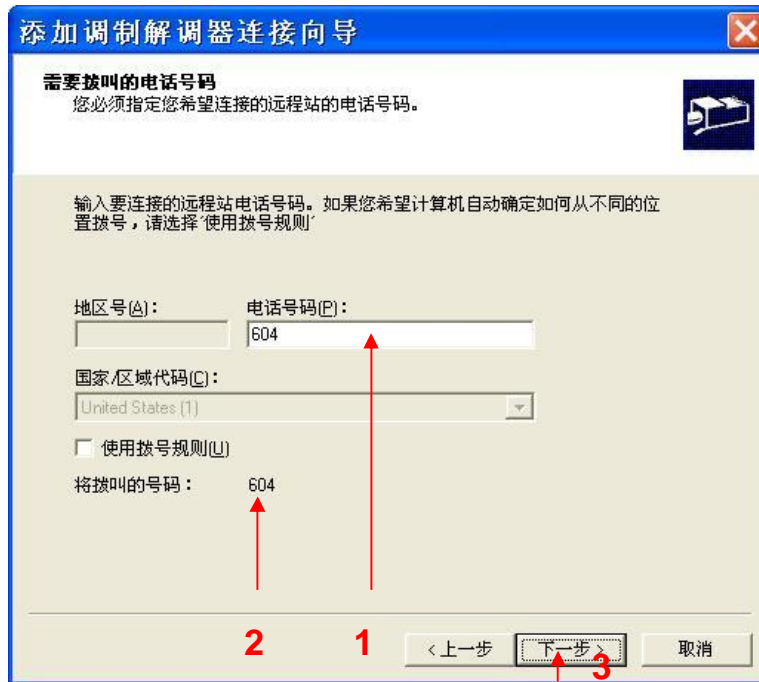 添加调制解调器连接向导
需要拨叫的电话号码
您必须指定您希望连接的远程站的电话号码。
输入要连接的远程站电话号码。如果您希望计算机自动确定如何从不同的位
置拨号，请选择‘使用拨号规则’
地区号(A)： 电话号码(P)：
604
国家/区域代码(C)：
United States (1)
使用拨号规则(U)
将拨叫的号码： 604
2 1
<上一步 下一步> 取消
3